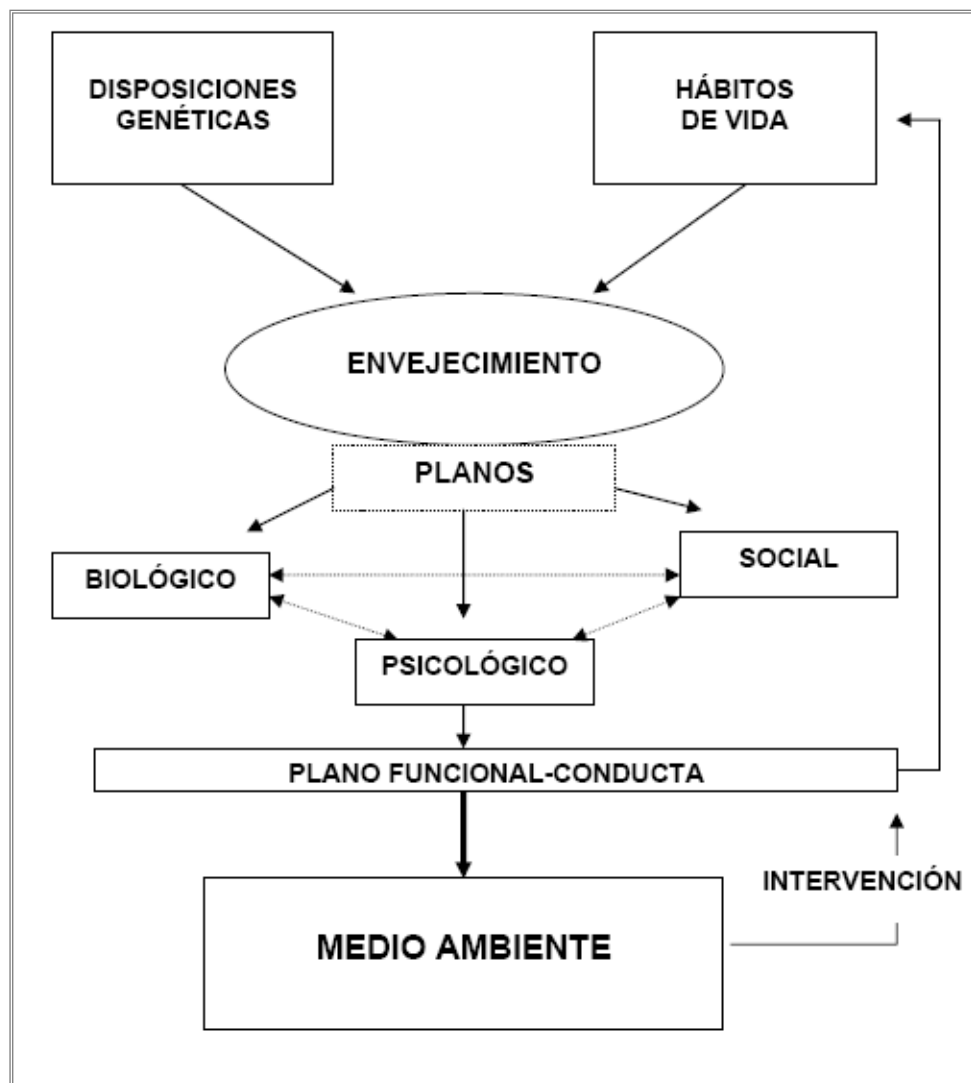 DISPOSICIONES
GENÉTICAS
HÁBITOS
DE VIDA
ENVEJECIMIENTO
PLANOS
BIOLÓGICO
SOCIAL
PSICOLÓGICO
PLANO FUNCIONAL-CONDUCTA
INTERVENCIÓN
MEDIO AMBIENTE